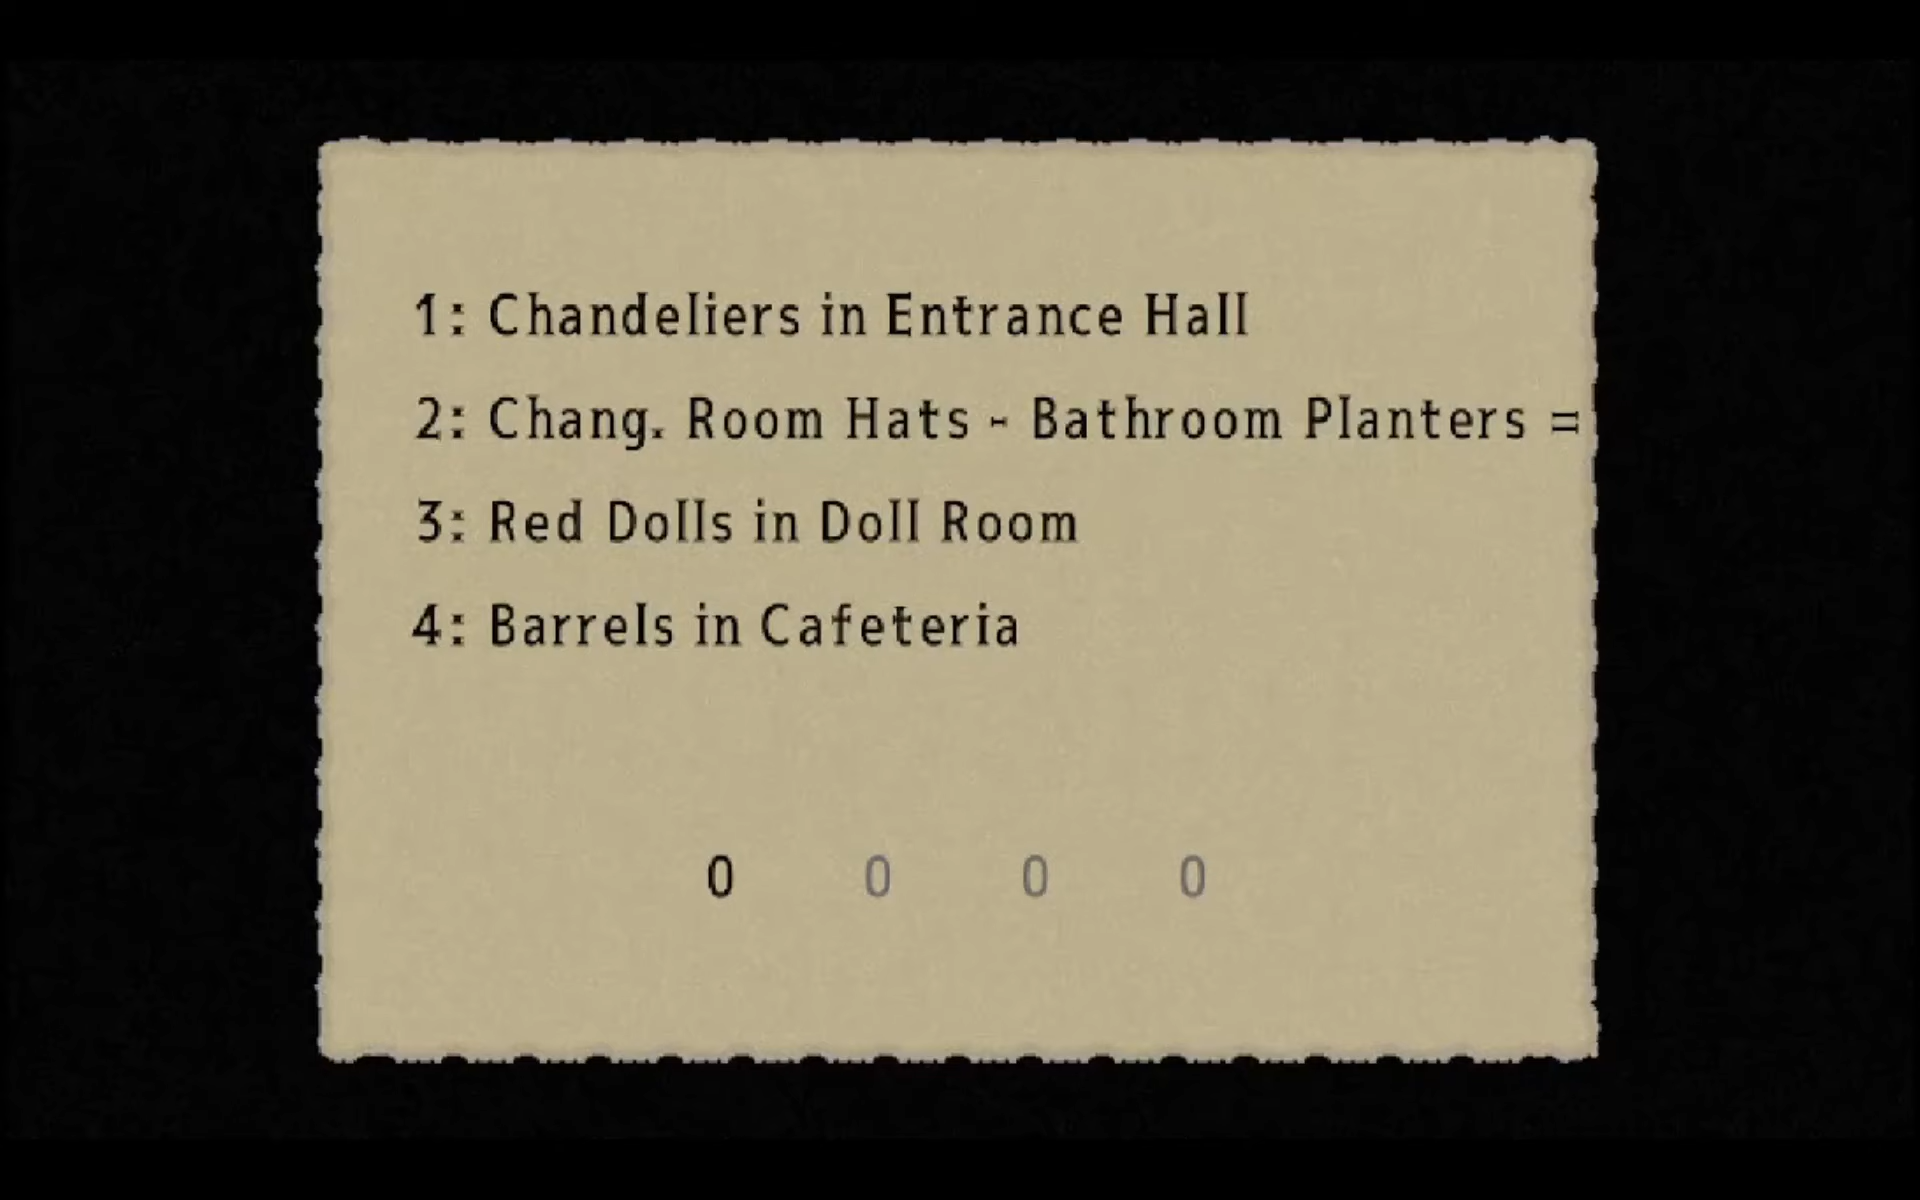 1: Chandeliers in Entrance Hall
2: Chang. Room Hats - Bathroom Planters =
3: Red Dolls in Doll Room
4: Barrels in Cafeteria
0 0 0 0